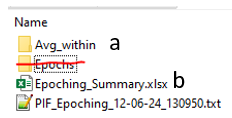 Name
Avg_within a
Epochs
Epoching_Summary.xlsx b
PIF_Epoching_12-06-24_130950.txt